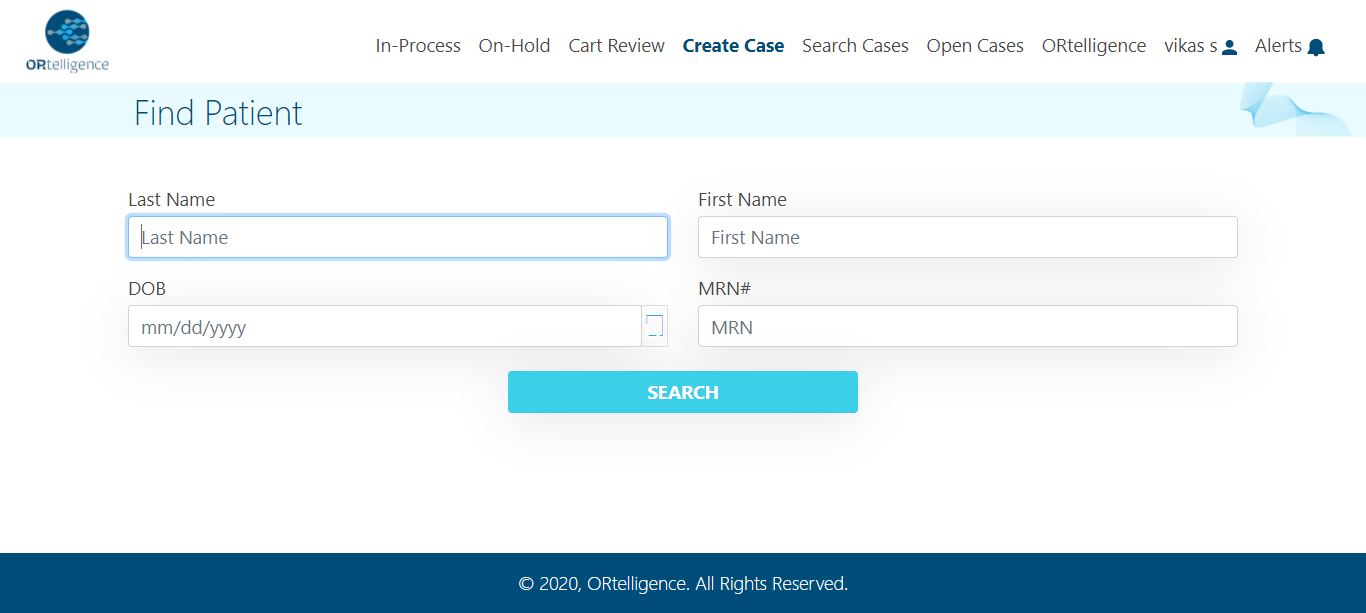 ORtelligence
In-Process On-Hold Cart Review Create Case Search Cases Open Cases ORtelligence vikas s Alerts
Find Patient
Last Name First Name
Last Name First Name
DOB MRN#
mm/dd/yyyy MRN
SEARCH
© 2020, ORtelligence. All Rights Reserved.